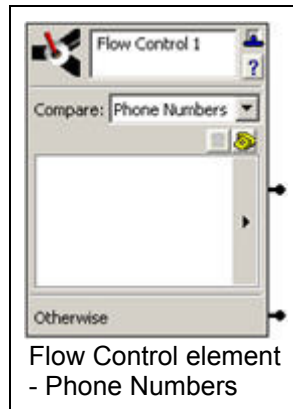 Flow Control 1
?
Compare: Phone Numbers
Otherwise
Flow Control element
- Phone Numbers